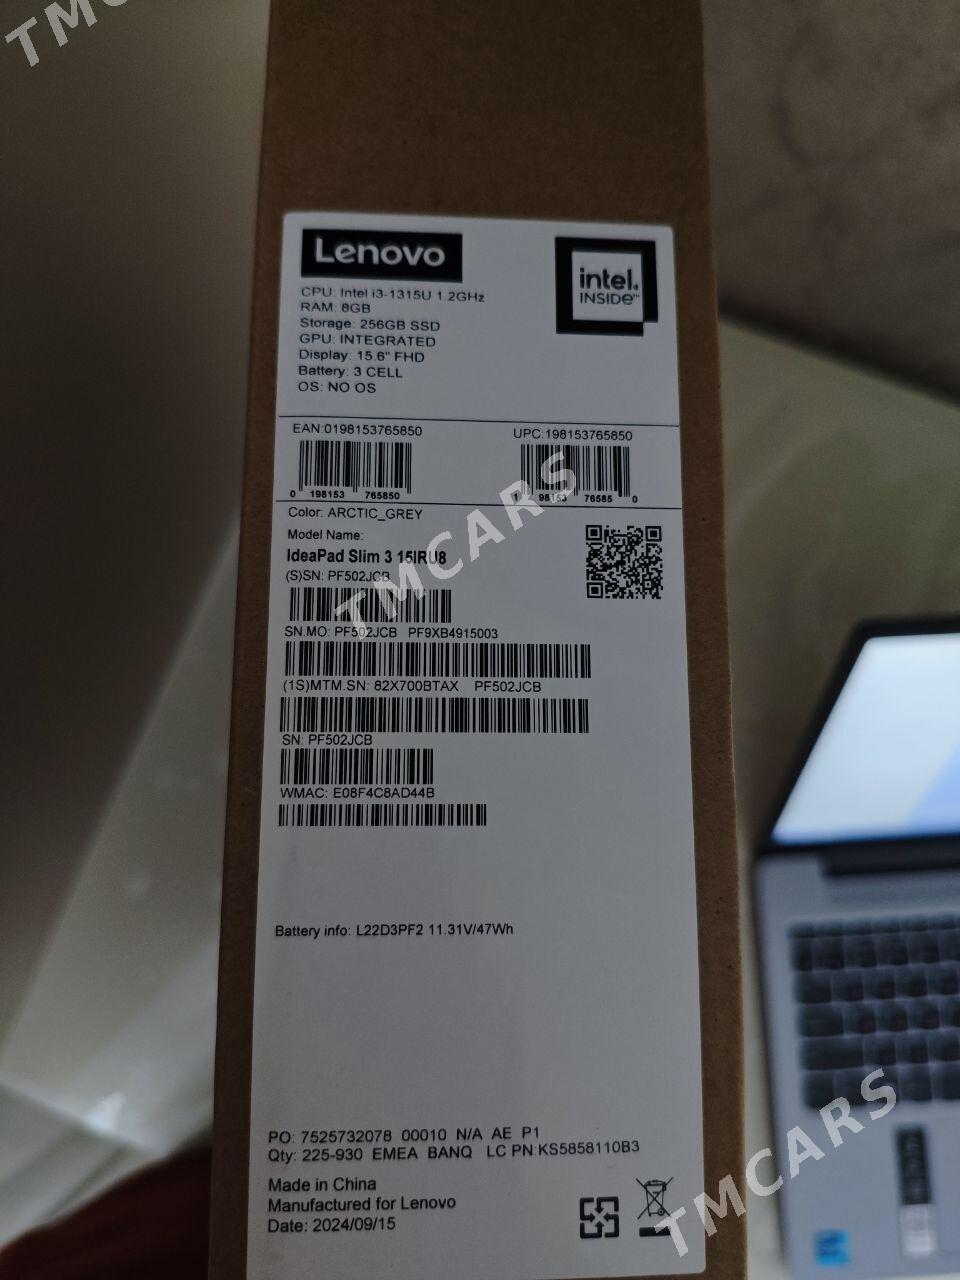 TMCARS
Lenovo
intel.
INSIDE™
CPU: Intel i3-1315U 1.2GHz
RAM: 8GB
Storage: 256GB SSD
GPU: INTEGRATED
Display: 15.6" FHD
Battery: 3 CELL
OS: NO OS
EAN:0198153765850
UPC:198153765850
0 198153 765850
1 98153 76585 0
Color: ARCTIC_GREY
Model Name:
IdeaPad Slim 3 15IRU8
(S)SN: PF502JCB
TMCARS
SN.MO: PF502JCB PF9XB4915003
(1S)MTM.SN: 82X700BTAX PF502JCB
SN: PF502JCB
WMAC: E08F4C8AD44B
Battery info: L22D3PF2 11.31V/47Wh
PO: 7525732078 00010 N/A AE P1
Qty: 225-930 EMEA BANQ LC PN:KS5858110B3
Made in China
Manufactured for Lenovo
Date: 2024/09/15
TMCARS